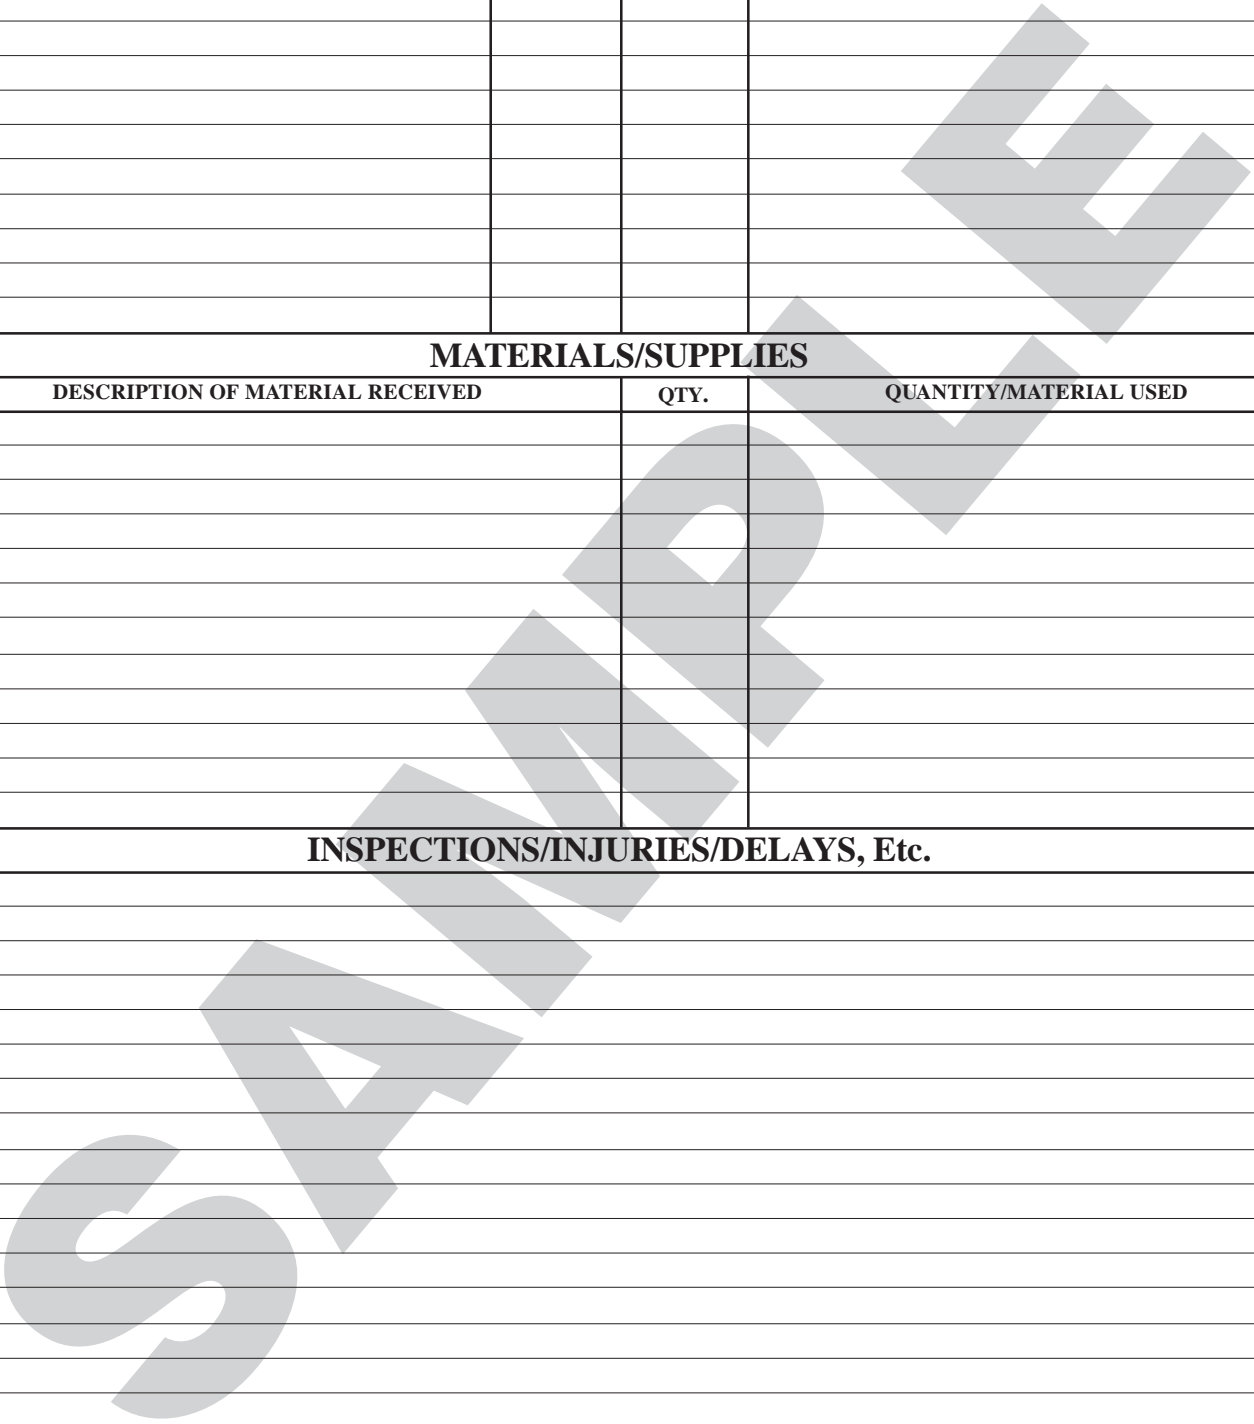 MATERIALS/SUPPLIES
DESCRIPTION OF MATERIAL RECEIVED QTY. QUANTITY/MATERIAL USED
INSPECTIONS/INJURIES/DELAYS, Etc.
SAMPLE